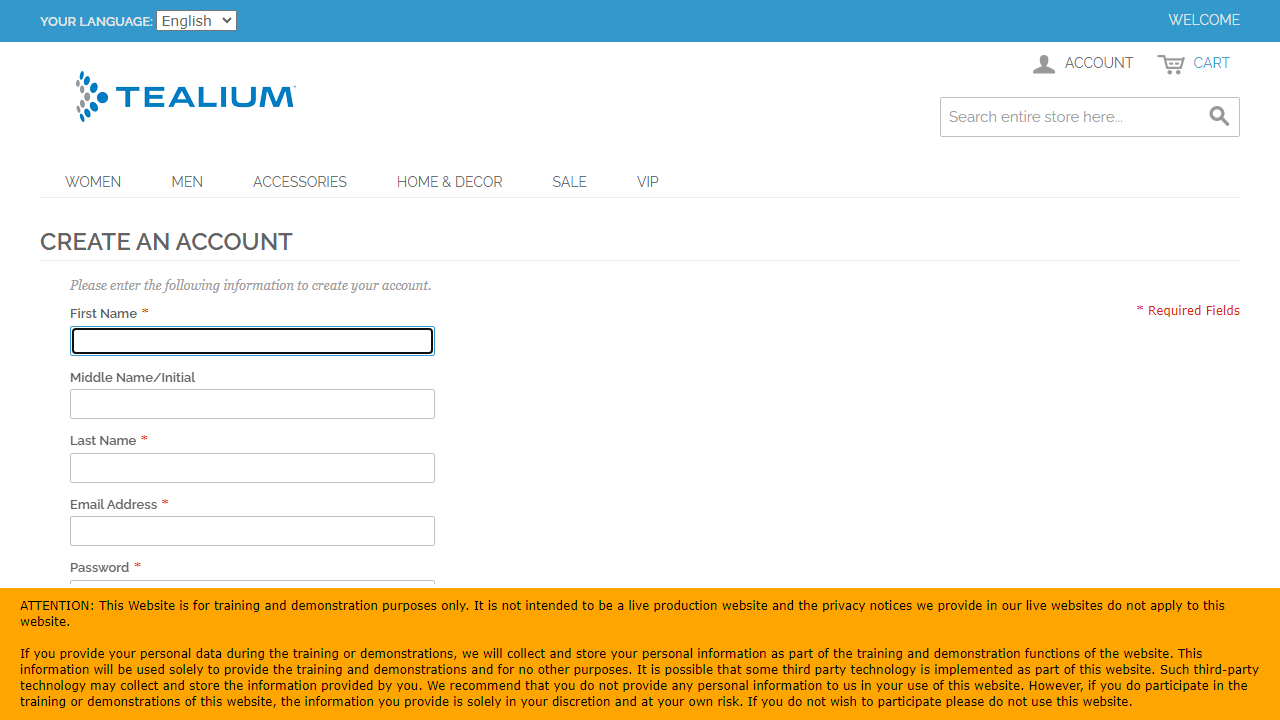 YOUR LANGUAGE: English
WELCOME
ACCOUNT
CART
TEALIUM
Search entire store here...
WOMEN
MEN
ACCESSORIES
HOME & DECOR
SALE
VIP
CREATE AN ACCOUNT
Please enter the following information to create your account.
First Name *
* Required Fields
Middle Name/Initial
Last Name *
Email Address *
Password *
ATTENTION: This Website is for training and demonstration purposes only. It is not intended to be a live production website and the privacy notices we provide in our live websites do not apply to this
website.
If you provide your personal data during the training or demonstrations, we will collect and store your personal information as part of the training and demonstration functions of the website. This
information will be used solely to provide the training and demonstrations and for no other purposes. It is possible that some third party technology is implemented as part of this website. Such third-party
technology may collect and store the information provided by you. We recommend that you do not provide any personal information to us in your use of this website. However, if you do participate in the
training or demonstrations of this website, the information you provide is solely in your discretion and at your own risk. If you do not wish to participate please do not use this website.